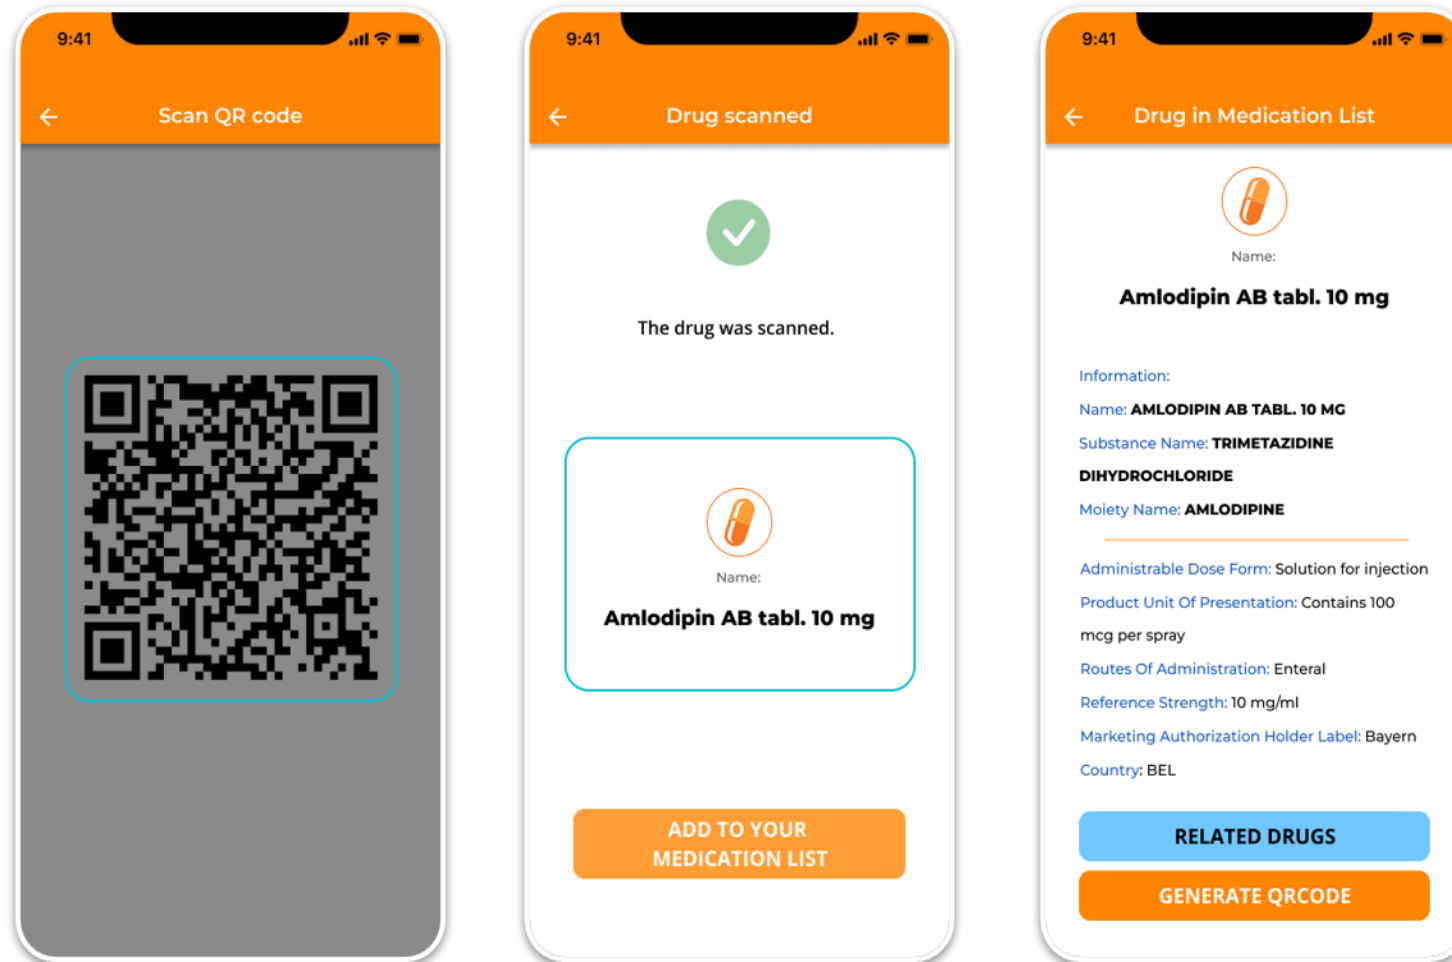 9:41
Scan QR code
9:41
Drug scanned
The drug was scanned.
Name:
Amlodipin AB tabl. 10 mg
ADD TO YOUR
MEDICATION LIST
9:41
Drug in Medication List
Name:
Amlodipin AB tabl. 10 mg
Information:
Name: AMLODIPIN AB TABL. 10 MG
Substance Name: TRIMETAZIDINE
DIHYDROCHLORIDE
Moiety Name: AMLODIPINE
Administrable Dose Form: Solution for injection
Product Unit Of Presentation: Contains 100
mcg per spray
Routes Of Administration: Enteral
Reference Strength: 10 mg/ml
Marketing Authorization Holder Label: Bayern
Country: BEL
RELATED DRUGS
GENERATE QRCODE